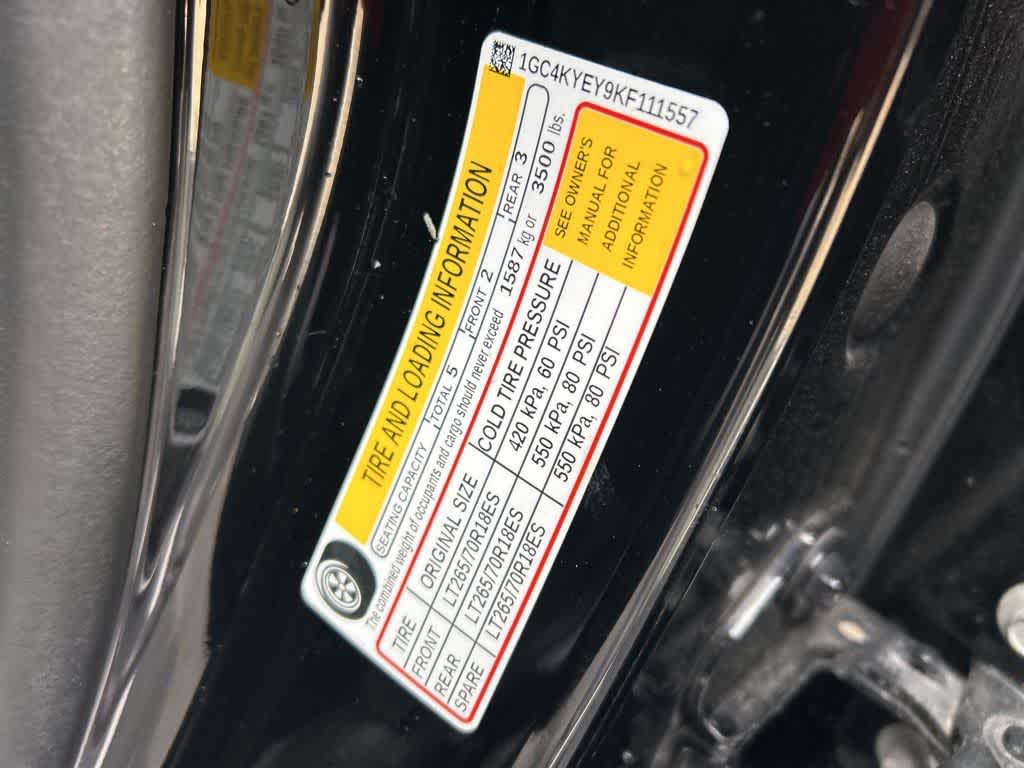 1GC4KYEY9KF111557
TIRE AND LOADING INFORMATION
SEATING CAPACITY TOTAL 5 FRONT 2 REAR 3
The combined weight of occupants and cargo should never exceed 1587 kg or 3500 lbs.
TIRE ORIGINAL SIZE COLD TIRE PRESSURE
FRONT LT265/70R18ES 420 kPa, 60 PSI
REAR LT265/70R18ES 550 kPa, 80 PSI
SPARE LT265/70R18ES 550 kPa, 80 PSI
SEE OWNER'S
MANUAL FOR
ADDITIONAL
INFORMATION